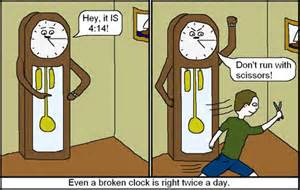 Hey, it IS
4:14!
Don't run with
scissors!
Even a broken clock is right twice a day.